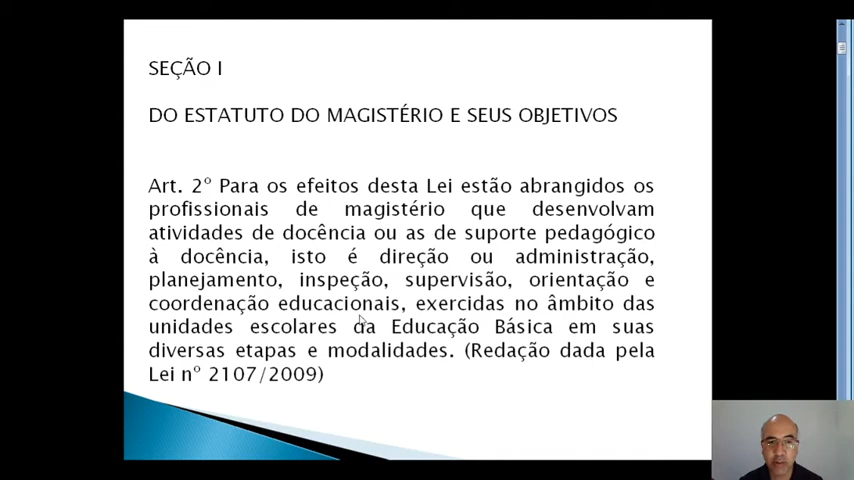 SEÇÃO I
DO ESTATUTO DO MAGISTÉRIO E SEUS OBJETIVOS
Art. 2º Para os efeitos desta Lei estão abrangidos os
profissionais de magistério que desenvolvam
atividades de docência ou as de suporte pedagógico
à docência, isto é direção ou administração,
planejamento, inspeção, supervisão, orientação e
coordenação educacionais, exercidas no âmbito das
unidades escolares da Educação Básica em suas
diversas etapas e modalidades. (Redação dada pela
Lei nº 2107/2009)